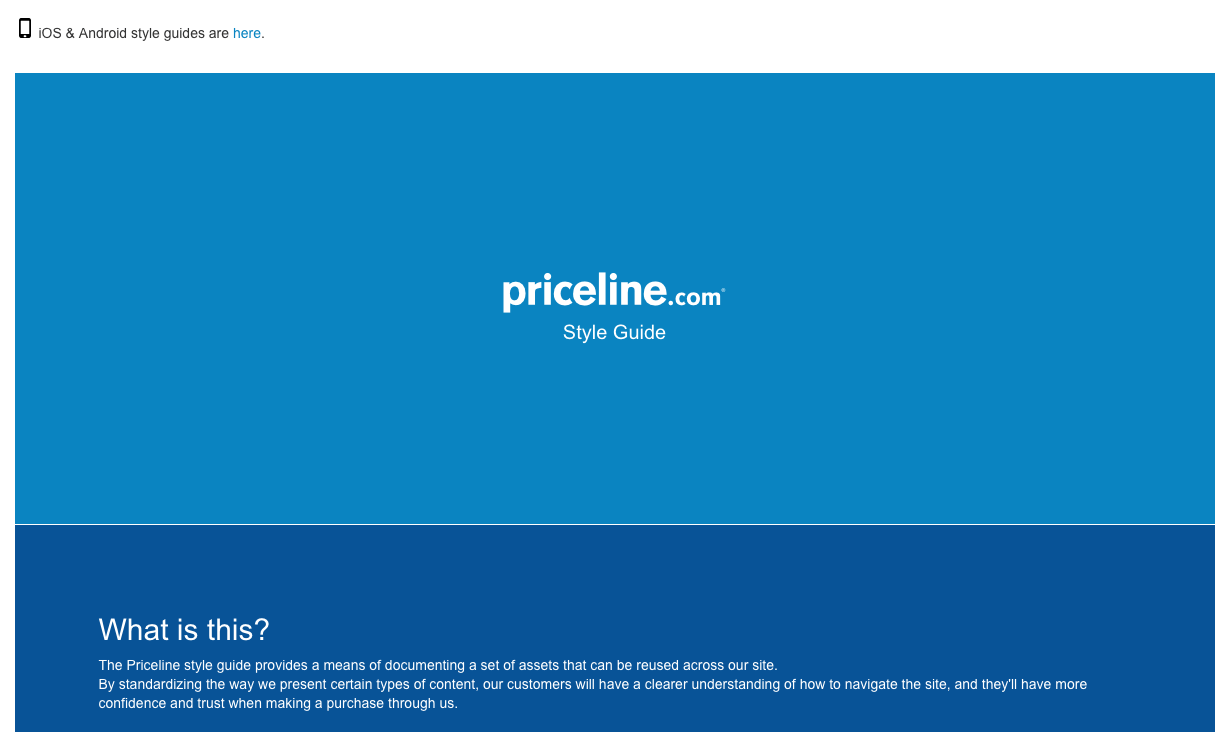 iOS & Android style guides are here.
priceline.com®
Style Guide
What is this?
The Priceline style guide provides a means of documenting a set of assets that can be reused across our site.
By standardizing the way we present certain types of content, our customers will have a clearer understanding of how to navigate the site, and they'll have more
confidence and trust when making a purchase through us.